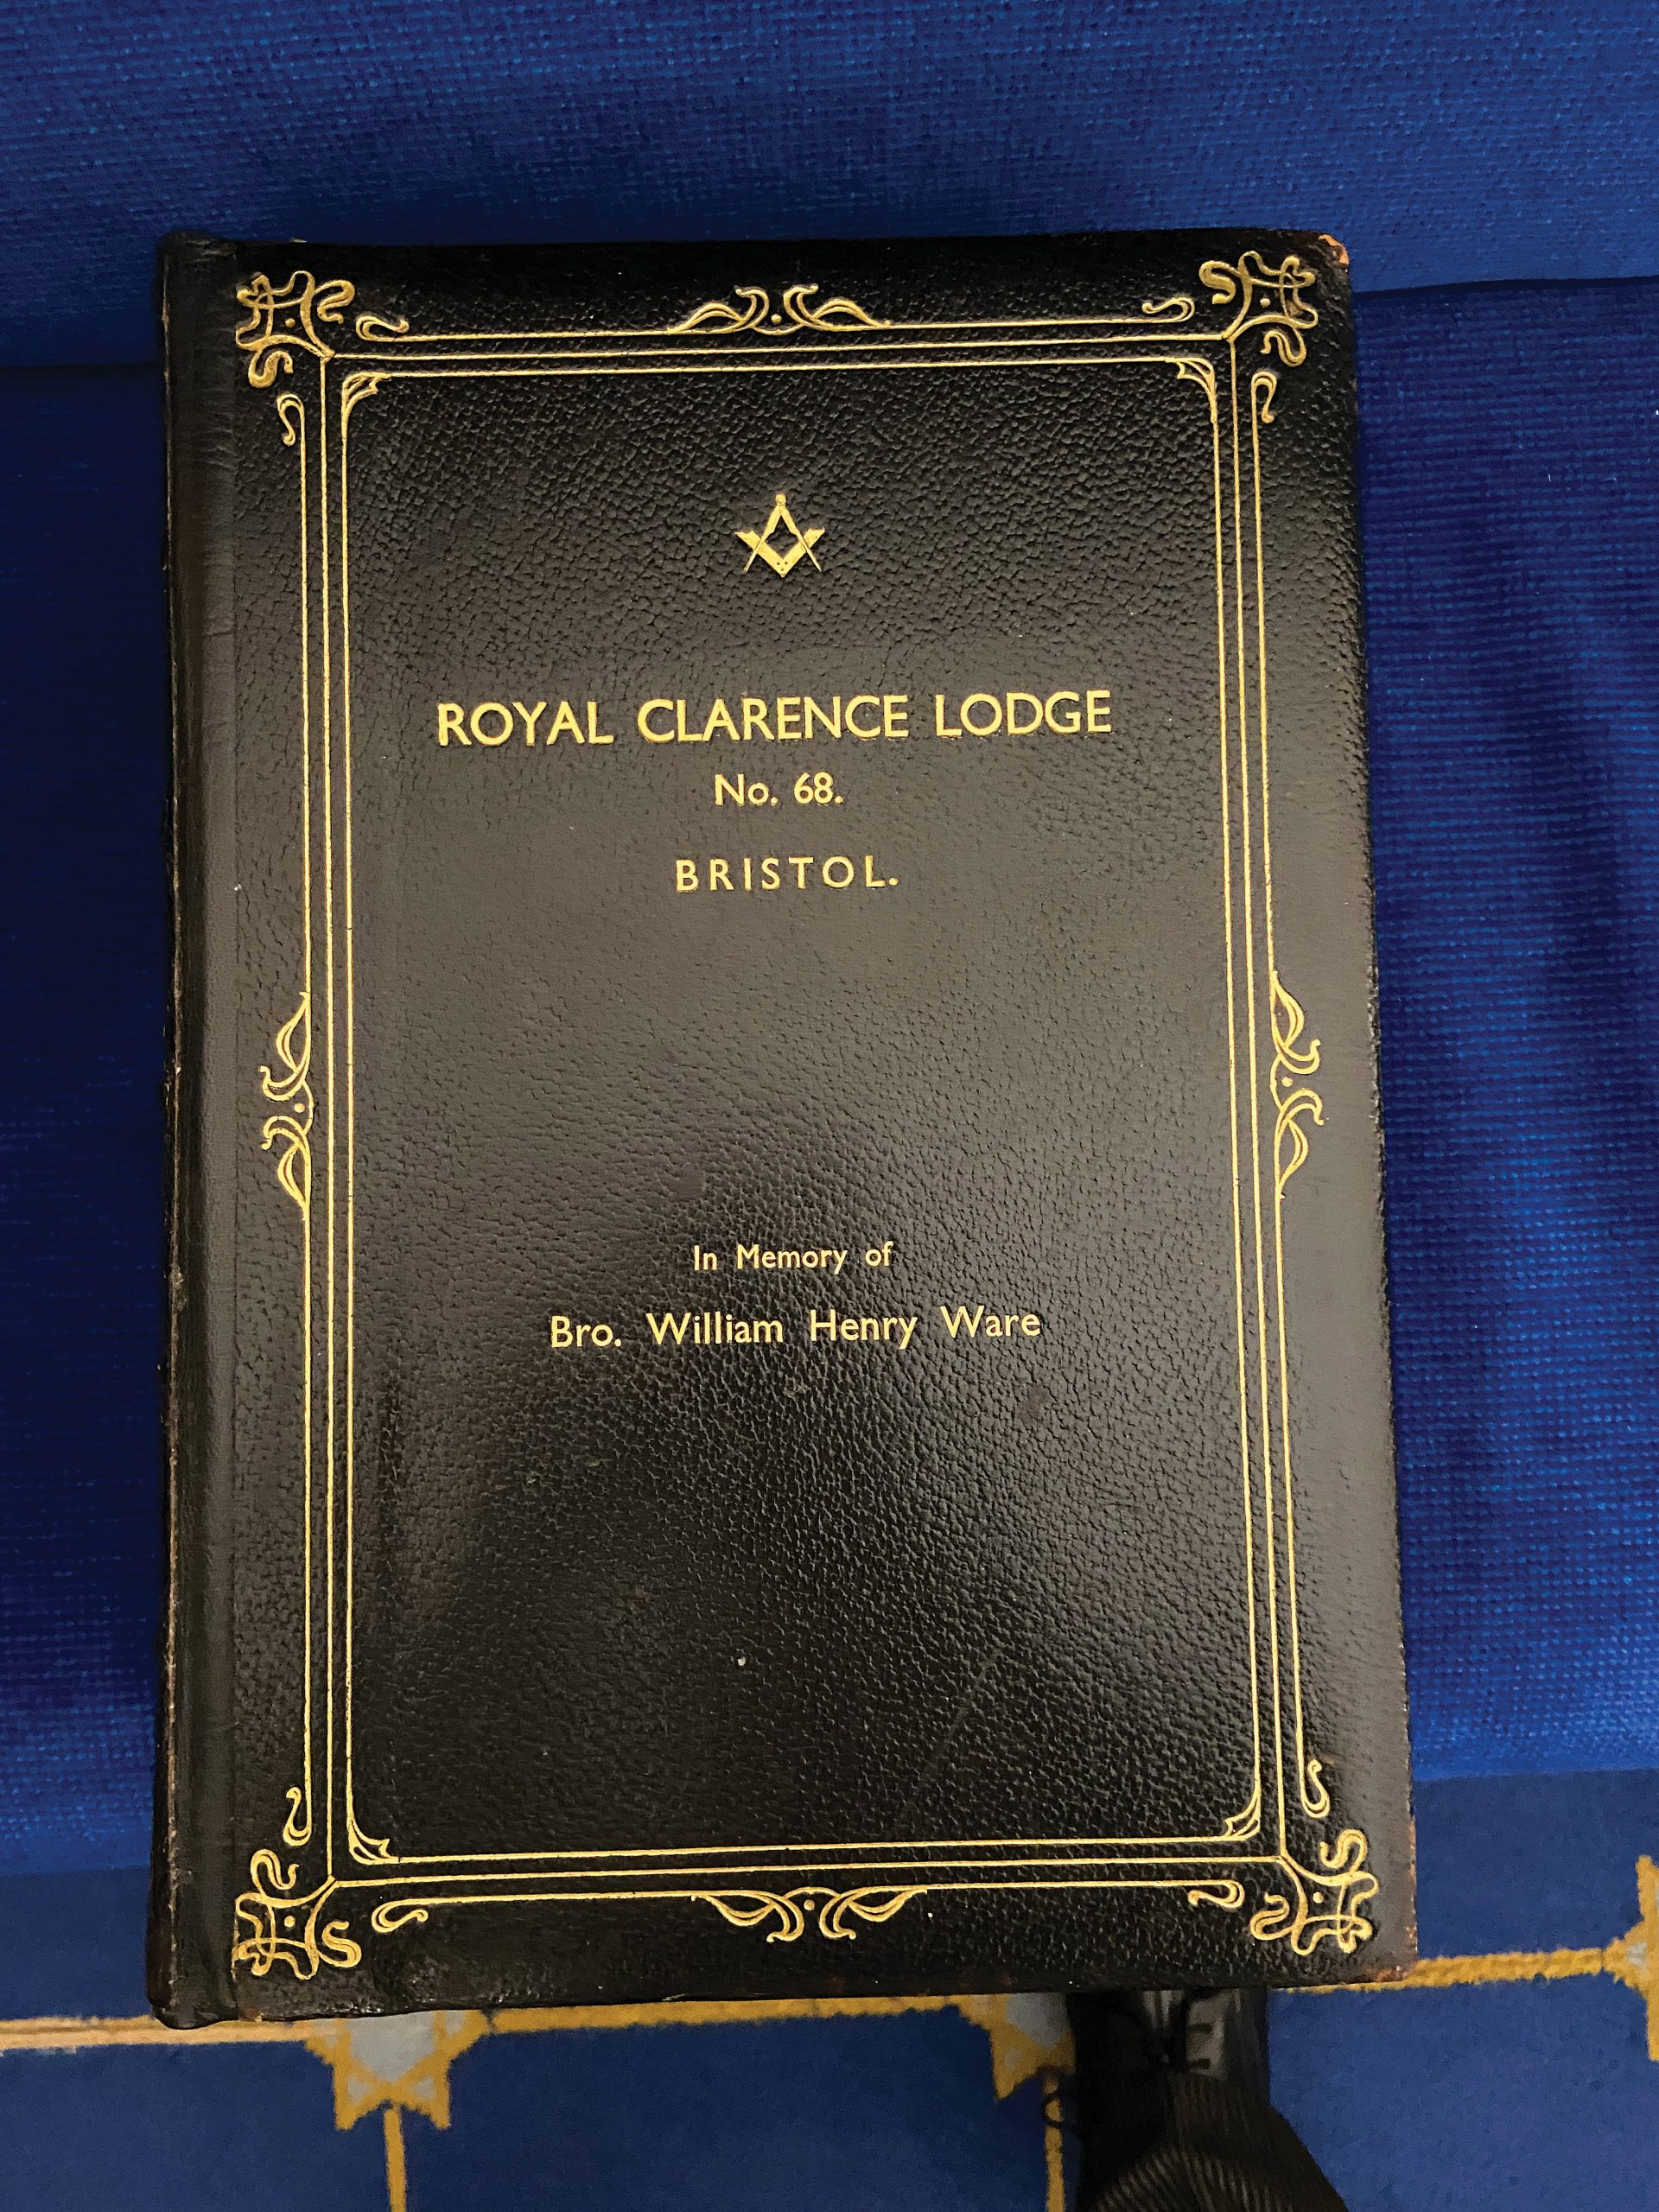 ROYAL CLARENCE LODGE
No. 68.
BRISTOL.
In Memory of
Bro. William Henry Ware